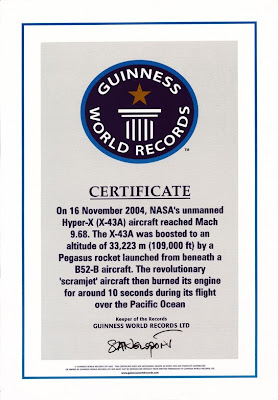 GUINNESS
WORLD RECORDS
TM
CERTIFICATE
On 16 November 2004, NASA's unmanned
Hyper-X (X-43A) aircraft reached Mach
9.68. The X-43A was boosted to an
altitude of 33,223 m (109,000 ft) by a
Pegasus rocket launched from beneath a
B52-B aircraft. The revolutionary
'scramjet' aircraft then burned its engine
for around 10 seconds during its flight
over the Pacific Ocean
Keeper of the Records
GUINNESS WORLD RECORDS LTD